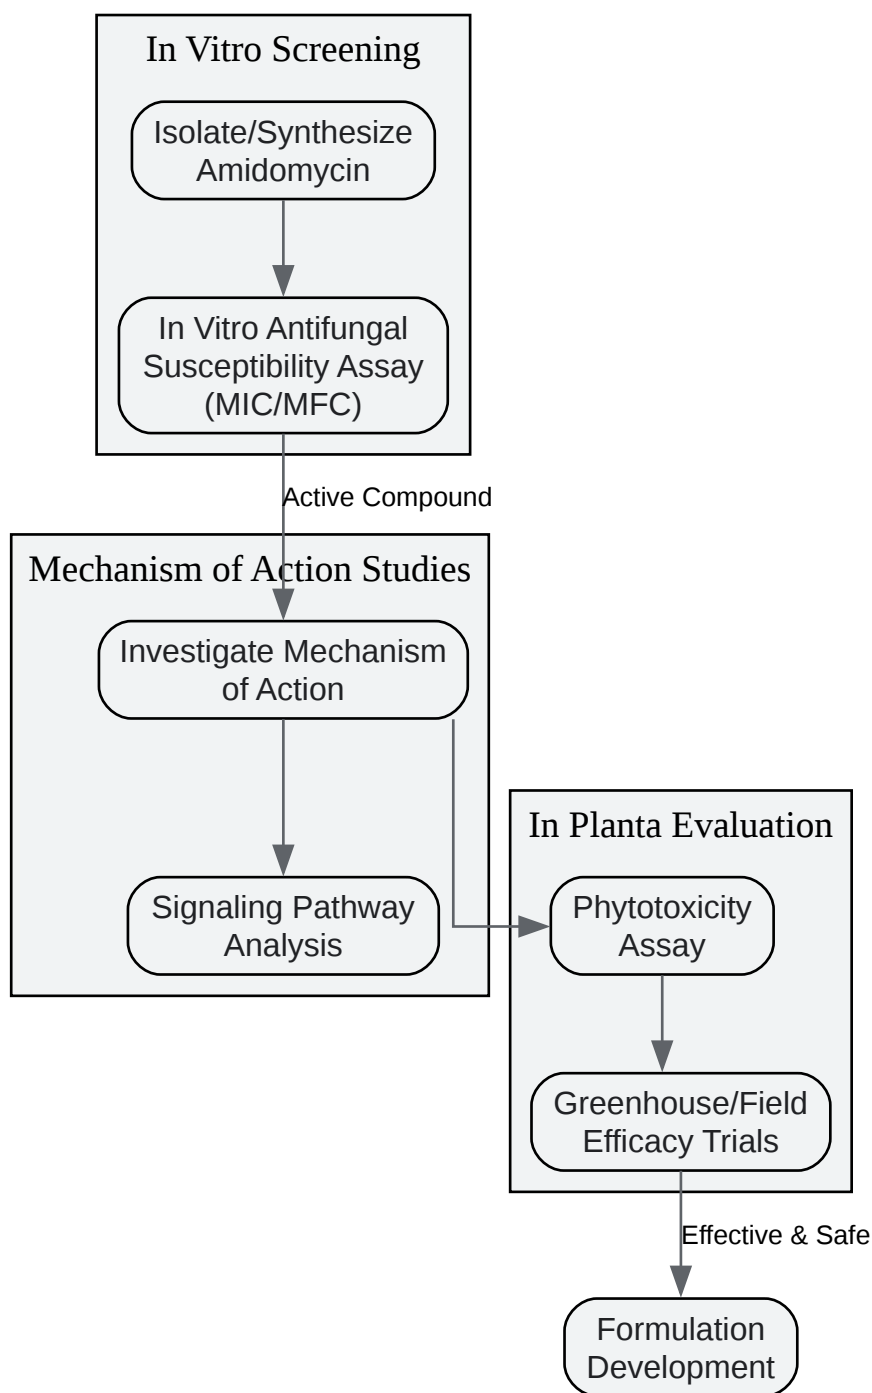 In Vitro Screening
Isolate/Synthesize
Amidomycin
In Vitro Antifungal
Susceptibility Assay
(MIC/MFC)
Active Compound
Mechanism of Action Studies
Investigate Mechanism
of Action
Signaling Pathway
Analysis
In Planta Evaluation
Phytotoxicity
Assay
Greenhouse/Field
Efficacy Trials
Effective & Safe
Formulation
Development